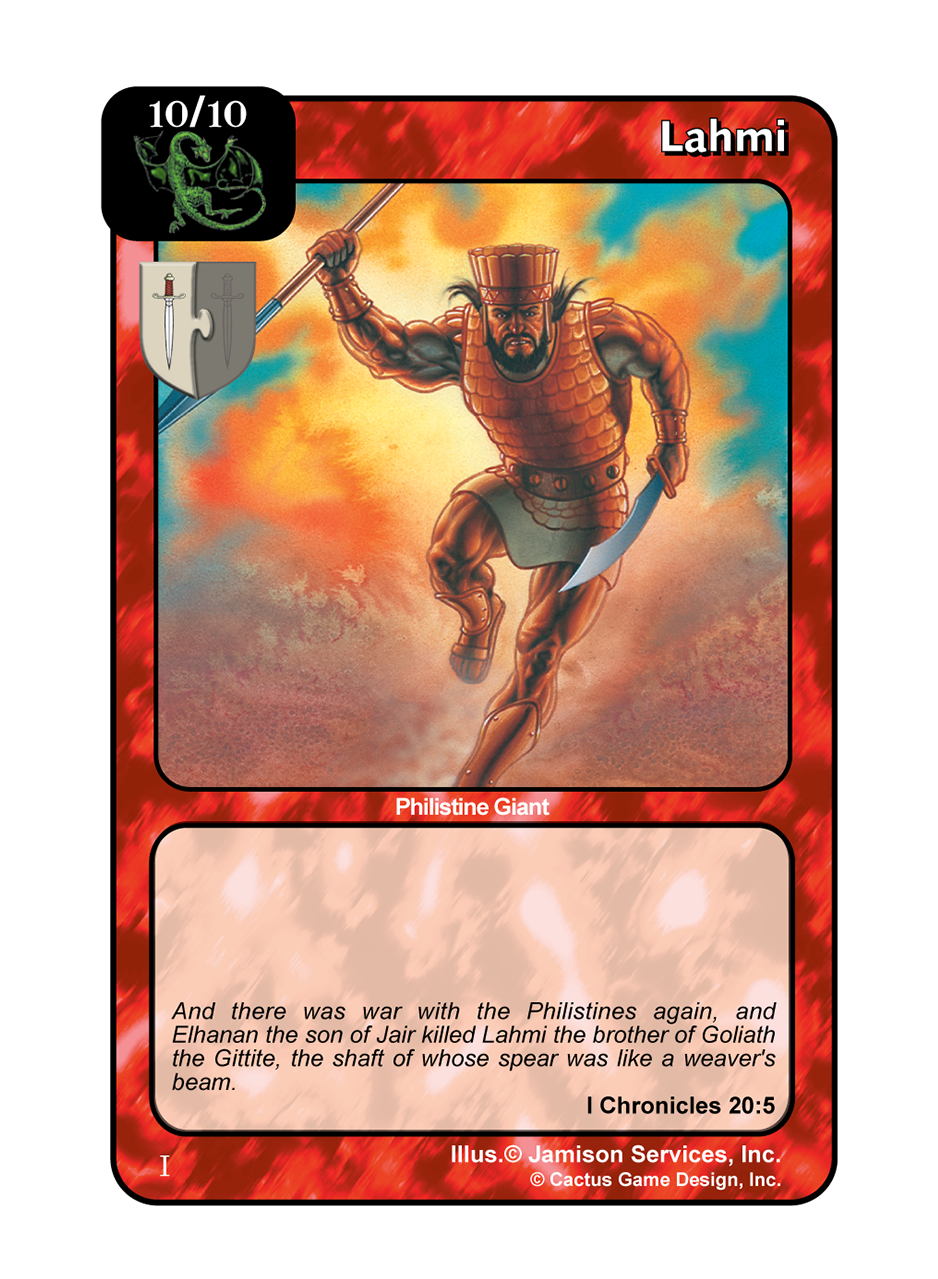 10/10
Lahmi
Philistine Giant
And there was war with the Philistines again, and
Elhanan the son of Jair killed Lahmi the brother of Goliath
the Gittite, the shaft of whose spear was like a weaver's
beam.
I Chronicles 20:5
I
Illus.© Jamison Services, Inc.
© Cactus Game Design, Inc.